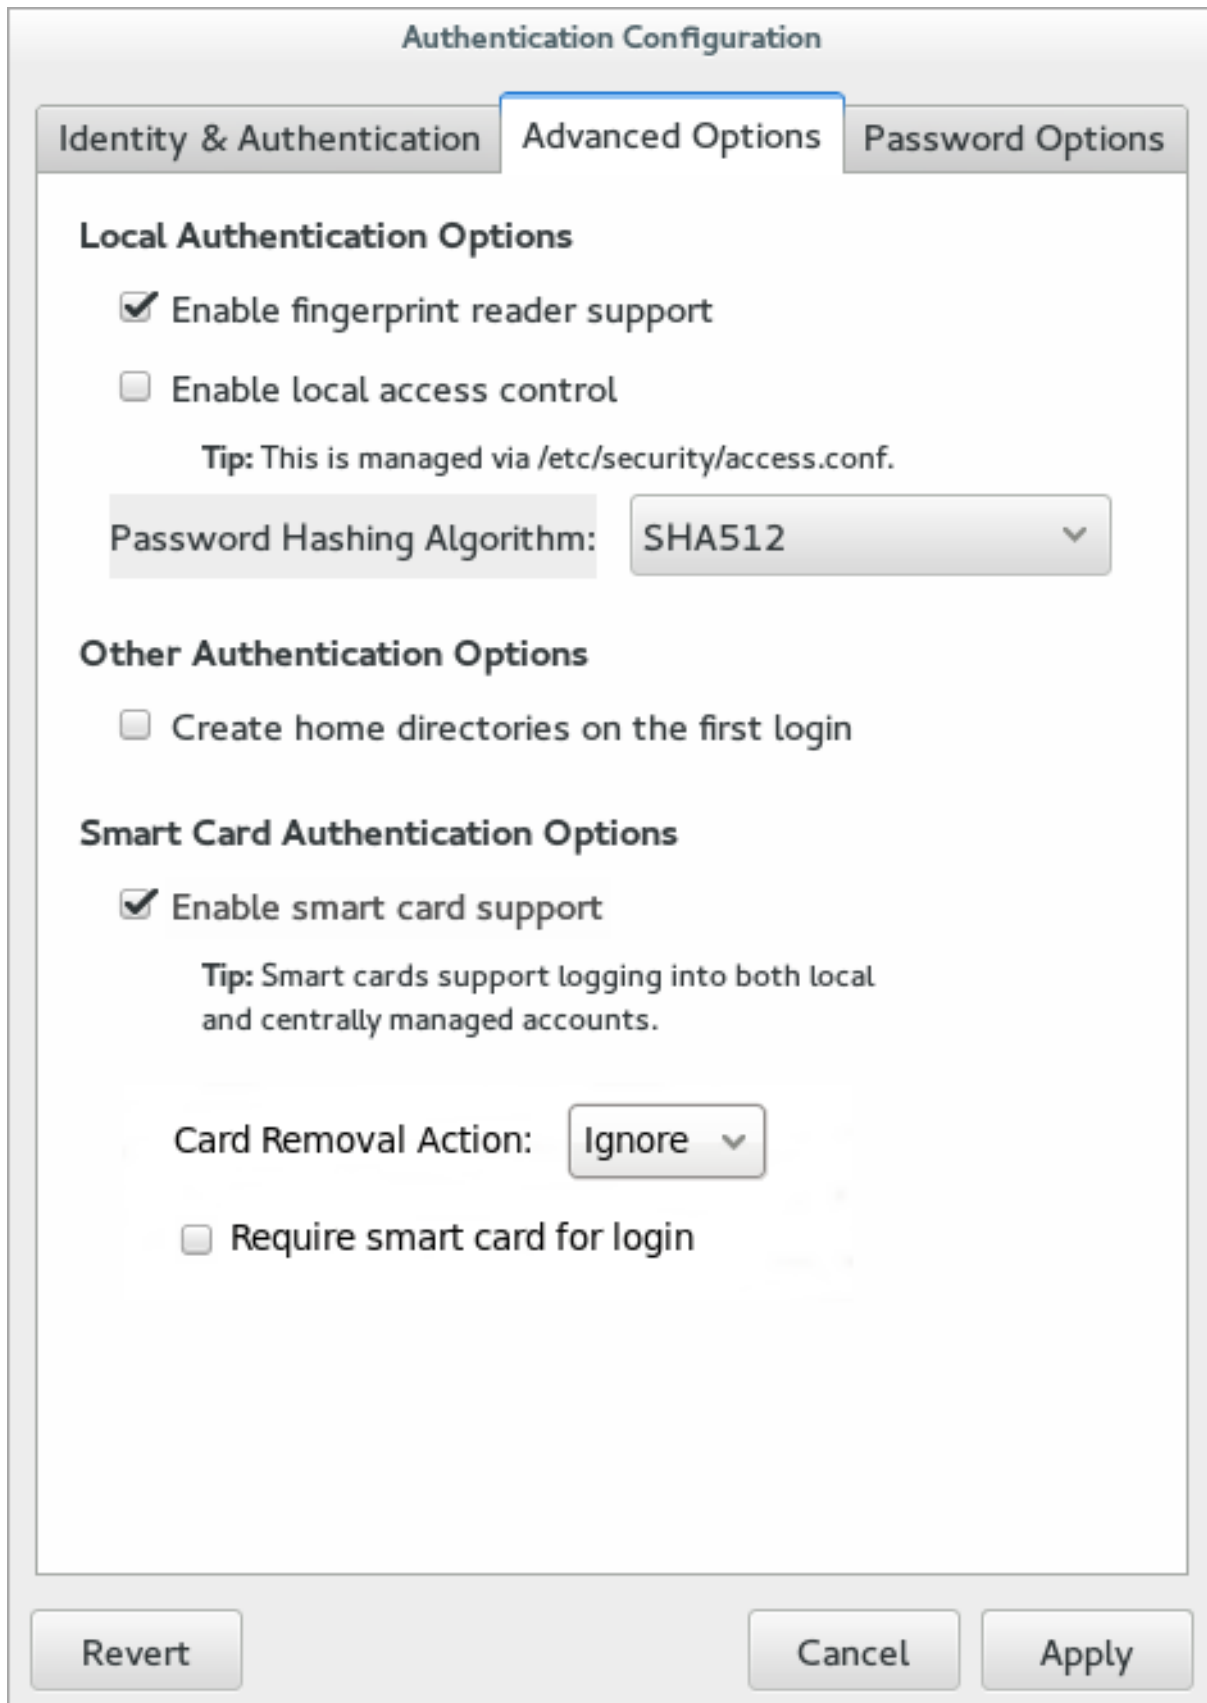 Authentication Configuration
Identity & Authentication
Advanced Options
Password Options
Local Authentication Options
Enable fingerprint reader support
Enable local access control
Tip: This is managed via /etc/security/access.conf.
Password Hashing Algorithm: SHA512
Other Authentication Options
Create home directories on the first login
Smart Card Authentication Options
Enable smart card support
Tip: Smart cards support logging into both local
and centrally managed accounts.
Card Removal Action: Ignore
Require smart card for login
Revert
Cancel
Apply